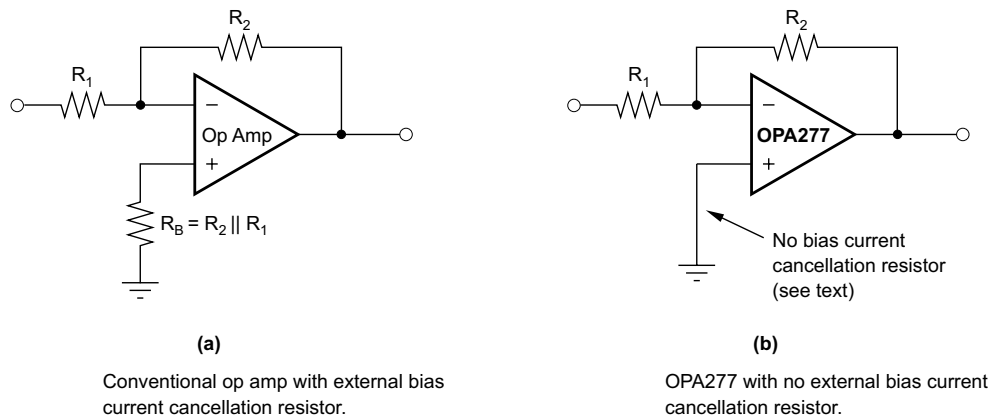 R2
R1
−
Op Amp
+
RB = R2 || R1
(a)
Conventional op amp with external bias
current cancellation resistor.
R2
R1
−
OPA277
+
No bias current
cancellation resistor
(see text)
(b)
OPA277 with no external bias current
cancellation resistor.